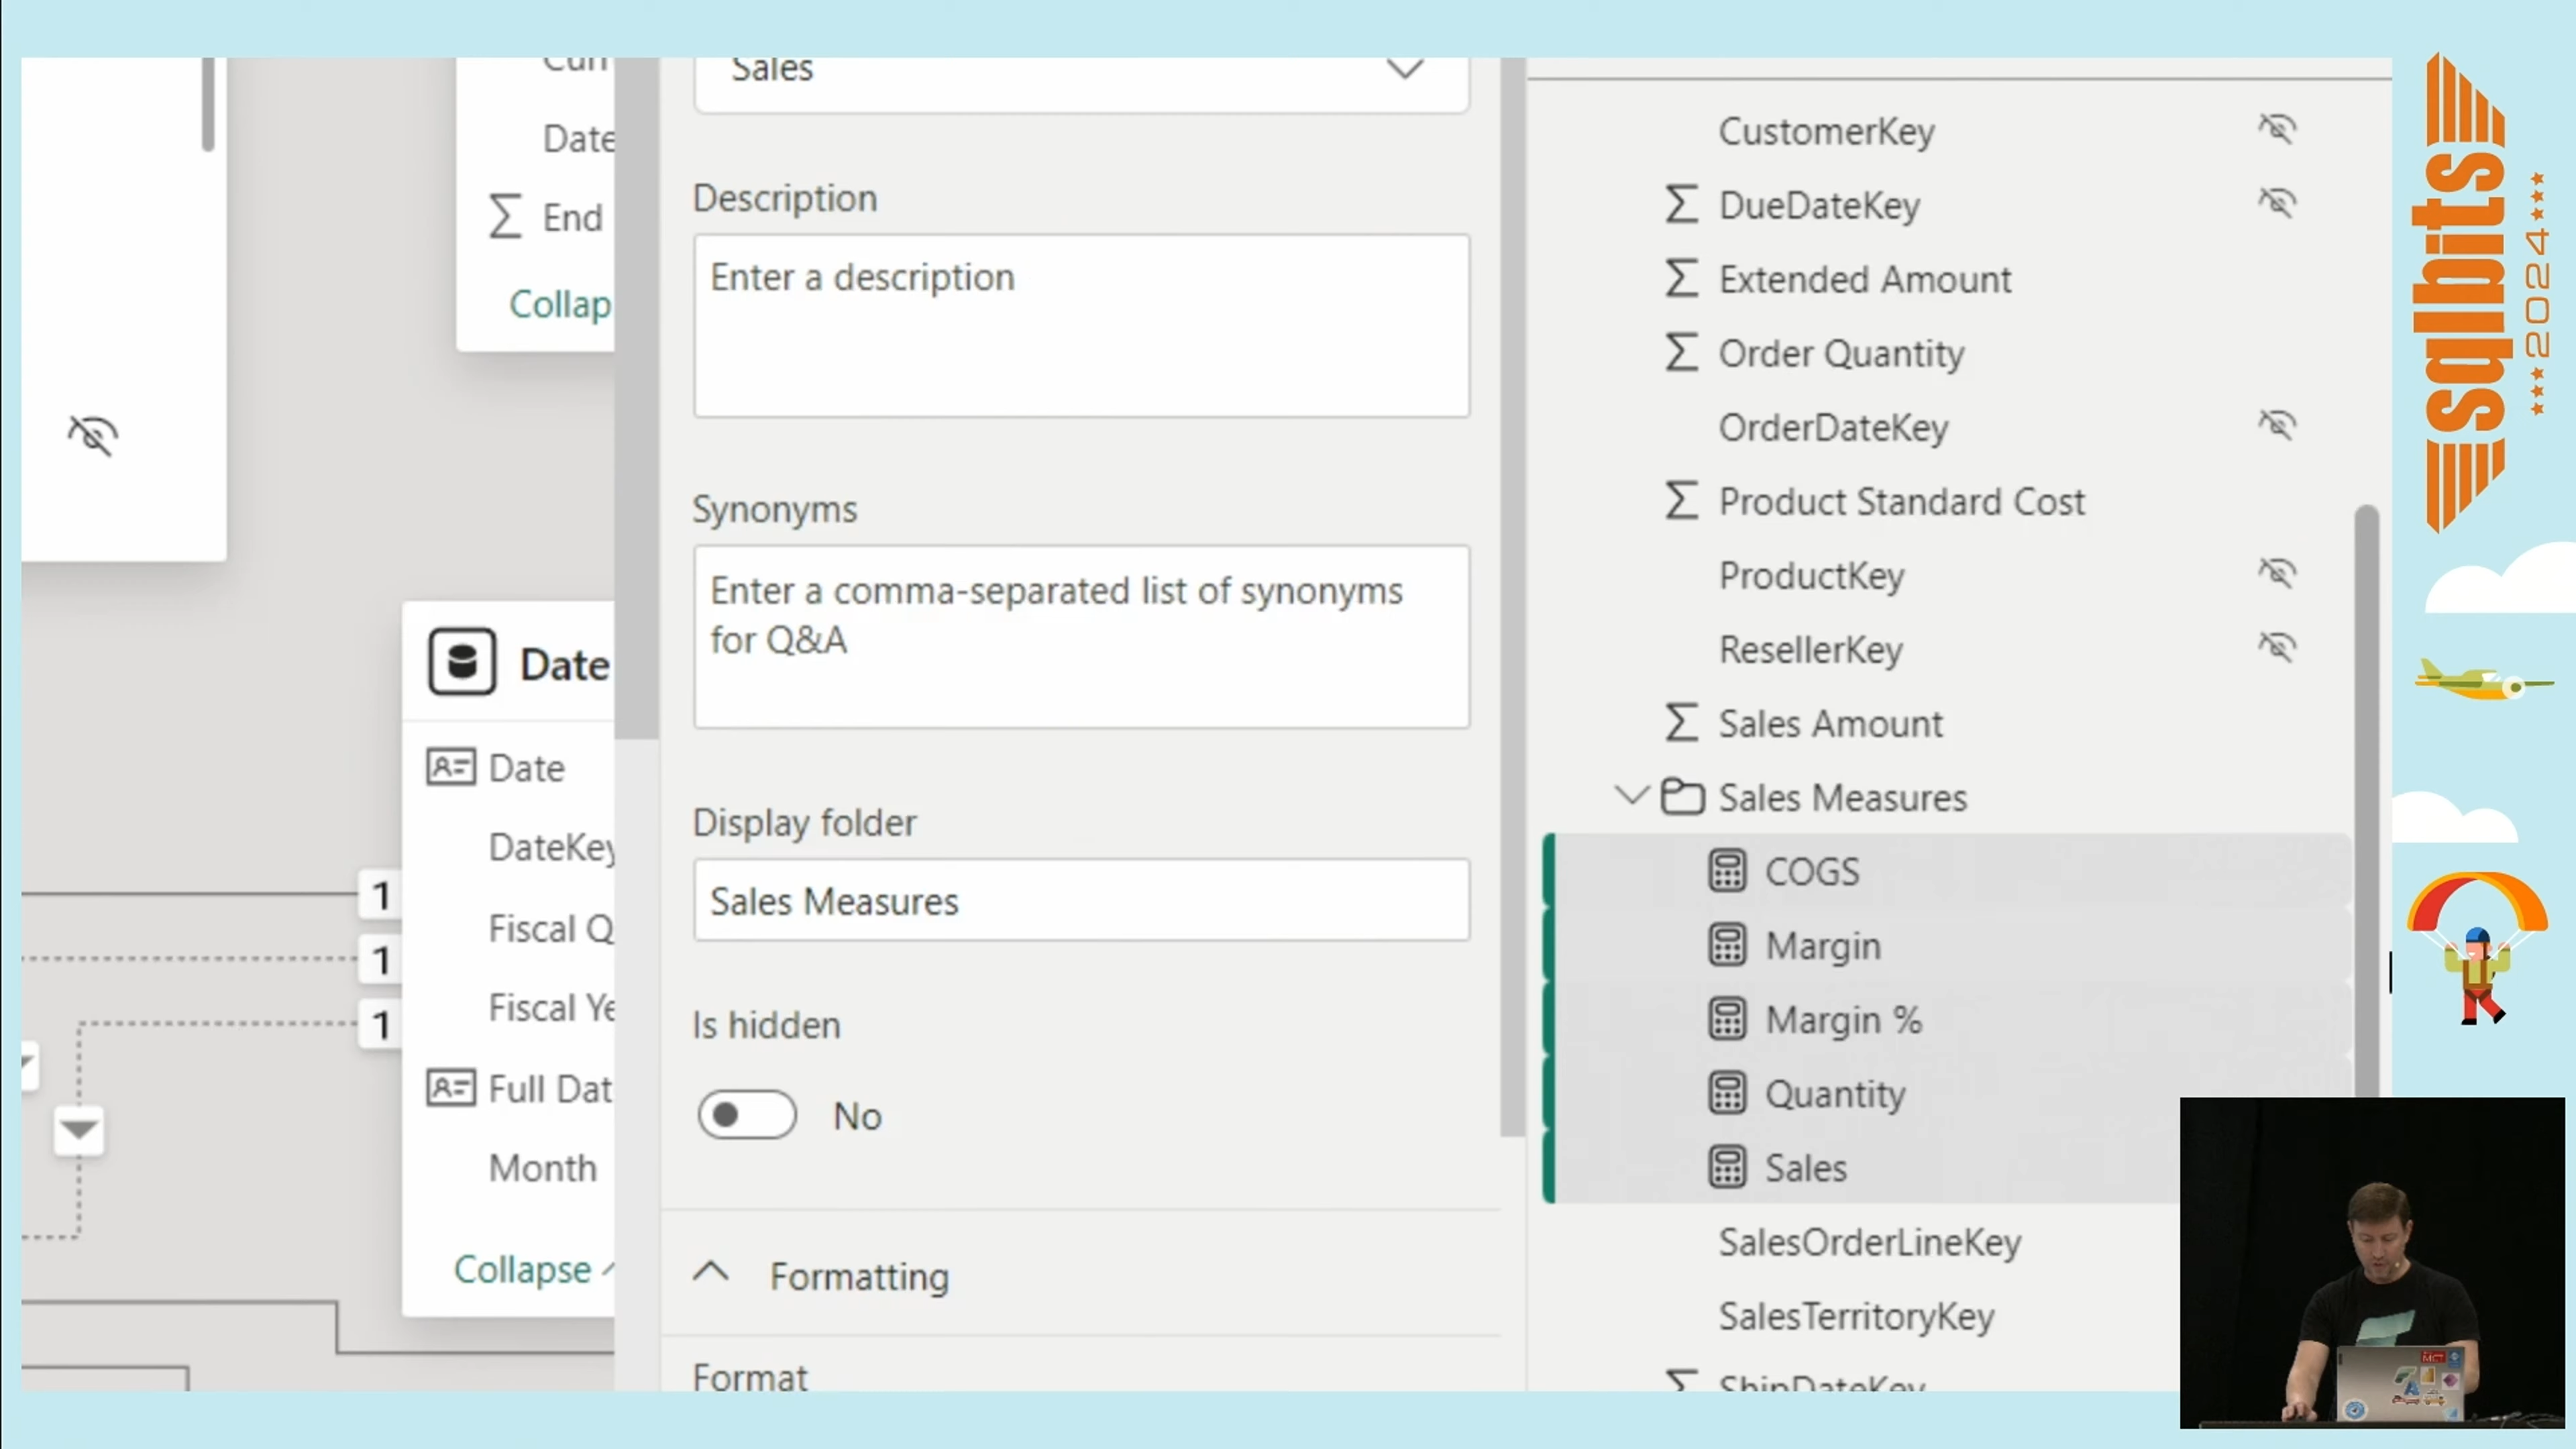 Date
End
Collap
Date
Date
DateKey
Fiscal Q
Fiscal Ye
Full Dat
Month
Collapse
1
1
1
Sales
Description
Enter a description
Synonyms
Enter a comma-separated list of synonyms
for Q&A
Display folder
Sales Measures
Is hidden
No
Formatting
Format
CustomerKey
DueDateKey
Extended Amount
Order Quantity
OrderDateKey
Product Standard Cost
ProductKey
ResellerKey
Sales Amount
Sales Measures
COGS
Margin
Margin %
Quantity
Sales
SalesOrderLineKey
SalesTerritoryKey
ShipDateKey
sqlbits
2024